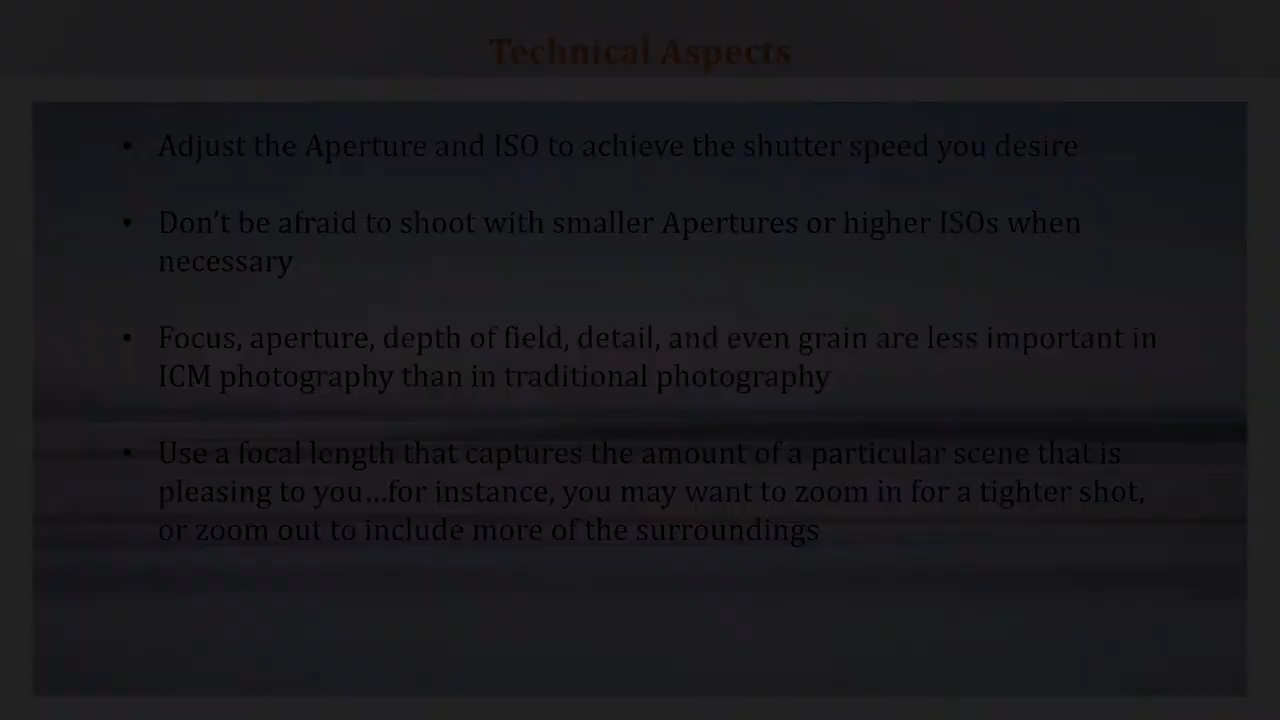 Technical Aspects
• Adjust the Aperture and ISO to achieve the shutter speed you desire
• Don’t be afraid to shoot with smaller Apertures or higher ISOs when
necessary
• Focus, aperture, depth of field, detail, and even grain are less important in
ICM photography than in traditional photography
• Use a focal length that captures the amount of a particular scene that is
pleasing to you…for instance, you may want to zoom in for a tighter shot,
or zoom out to include more of the surroundings